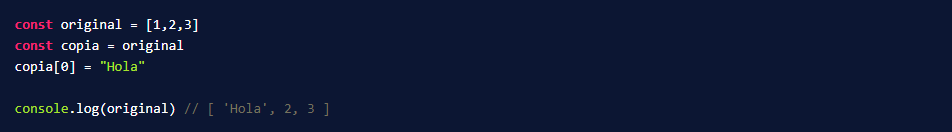 const original = [1,2,3]
const copia = original
copia[0] = "Hola"
console.log(original) // [ 'Hola', 2, 3 ]